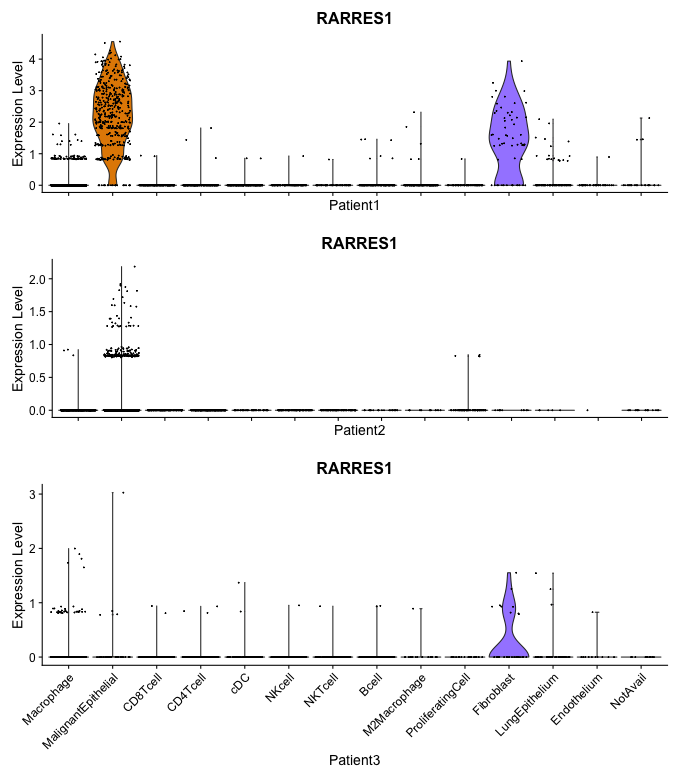 RARRES1
Expression Level
4
3
2
1
0
Patient1
RARRES1
Expression Level
2.0
1.5
1.0
0.5
0.0
Patient2
RARRES1
Expression Level
3
2
1
0
Macrophage
MalignantEpithelial
CD8Tcell
CD4Tcell
cDC
NKcell
NKTcell
Bcell
M2Macrophage
ProliferatingCell
Fibroblast
LungEpithelium
Endothelium
NotAvail
Patient3